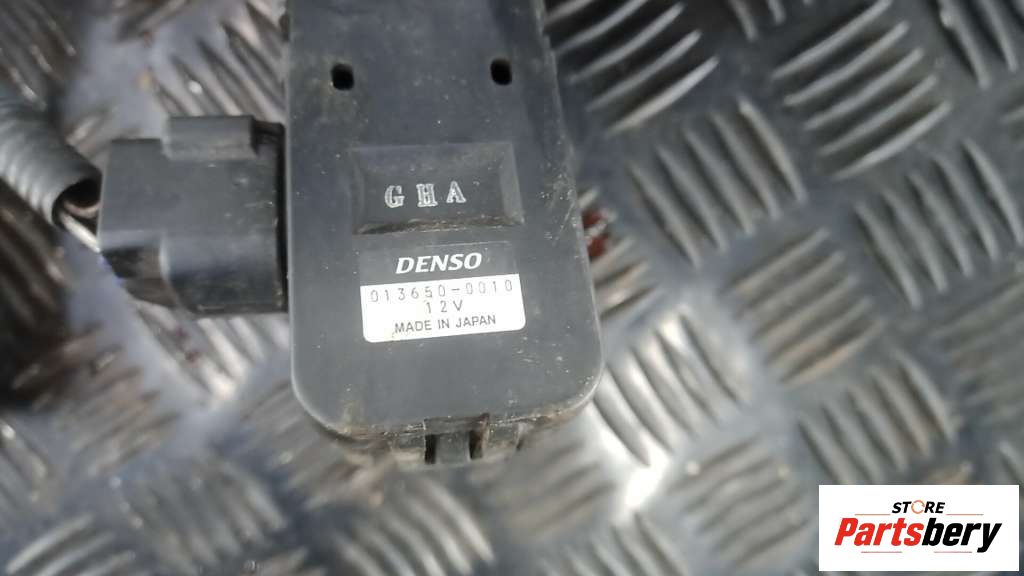 GHA
DENSO
013650-0010
12V
MADE IN JAPAN
STORE
Partsbery